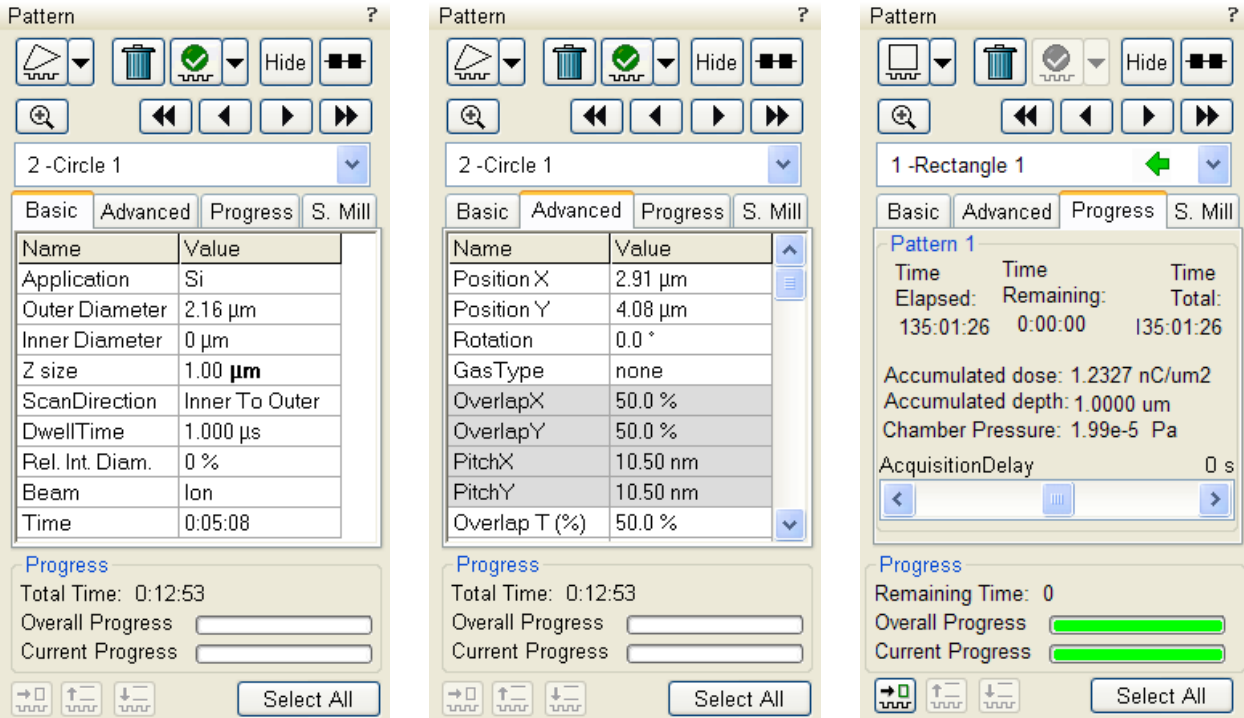 Pattern ?
Hide
2 -Circle 1
Basic Advanced Progress S. Mill
Name Value
Application Si
Outer Diameter 2.16 µm
Inner Diameter 0 µm
Z size 1.00 µm
ScanDirection Inner To Outer
DwellTime 1.000 µs
Rel. Int. Diam. 0 %
Beam Ion
Time 0:05:08
Progress
Total Time: 0:12:53
Overall Progress
Current Progress
Select All
Pattern ?
Hide
2 -Circle 1
Basic Advanced Progress S. Mill
Name Value
Position X 2.91 µm
Position Y 4.08 µm
Rotation 0.0 °
GasType none
OverlapX 50.0 %
OverlapY 50.0 %
PitchX 10.50 nm
PitchY 10.50 nm
Overlap T (%) 50.0 %
Progress
Total Time: 0:12:53
Overall Progress
Current Progress
Select All
Pattern ?
Hide
1 -Rectangle 1
Basic Advanced Progress S. Mill
Pattern 1
Time Time Time
Elapsed: Remaining: Total:
135:01:26 0:00:00 135:01:26
Accumulated dose: 1.2327 nC/um2
Accumulated depth: 1.0000 um
Chamber Pressure: 1.99e-5 Pa
AcquisitionDelay 0 s
Progress
Remaining Time: 0
Overall Progress
Current Progress
Select All